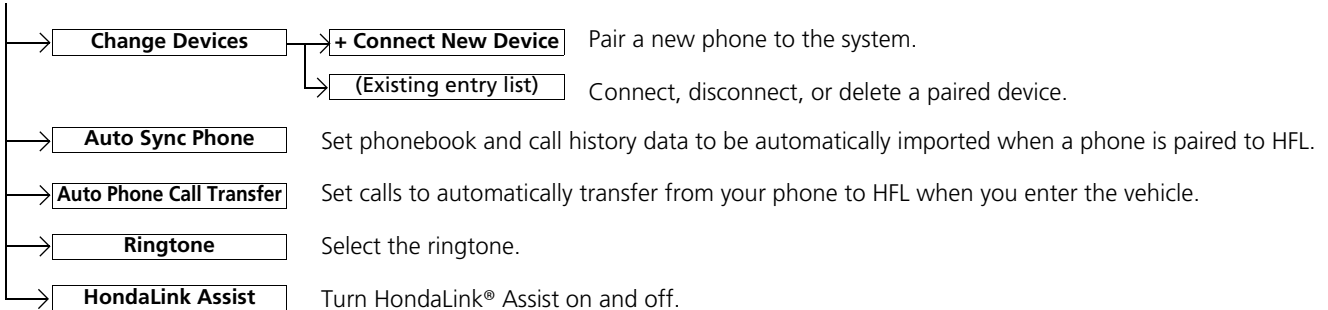 Change Devices
+ Connect New Device
Pair a new phone to the system.
(Existing entry list)
Connect, disconnect, or delete a paired device.
Auto Sync Phone
Set phonebook and call history data to be automatically imported when a phone is paired to HFL.
Auto Phone Call Transfer
Set calls to automatically transfer from your phone to HFL when you enter the vehicle.
Ringtone
Select the ringtone.
HondaLink Assist
Turn HondaLink® Assist on and off.